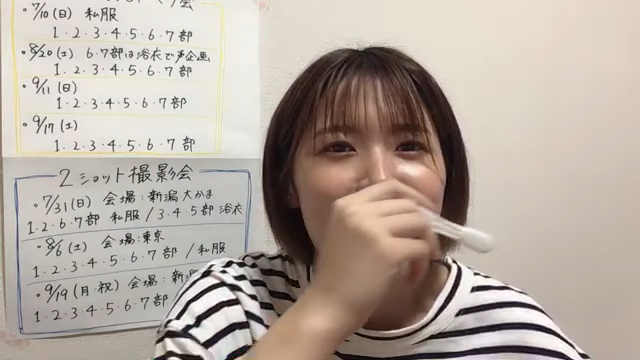 会
○7/10(日) 私服
1・2・3・4・5・6・7部
○8/20(土) 6・7部は浴衣で声企画
1・2・3・4・5・6・7部
○9/11(日)
1・2・3・4・5・6・7部
○9/17(土)
1・2・3・4・5・6・7部
2ショット撮影会
○7/31(日) 会場:新潟 大かま
1・2・6・7部 私服/3・4・5部 浴衣
○8/6(土) 会場:東京
1・2・3・4・5・6・7部/私服
○9/19(月・祝) 会場:新潟
1・2・3・4・5・6・7部